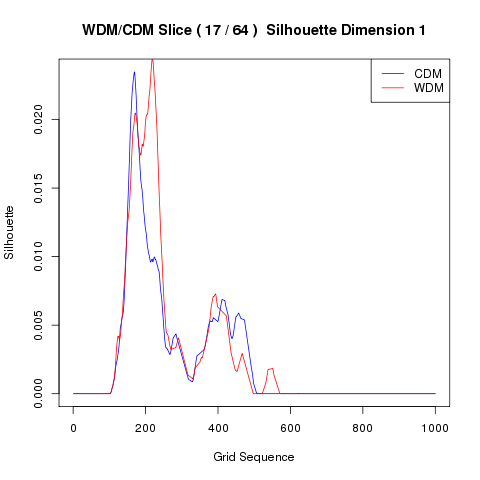 WDM/CDM Slice ( 17 / 64 )  Silhouette Dimension 1
CDM
WDM
Silhouette
0.020
0.015
0.010
0.005
0.000
0
200
400
600
800
1000
Grid Sequence